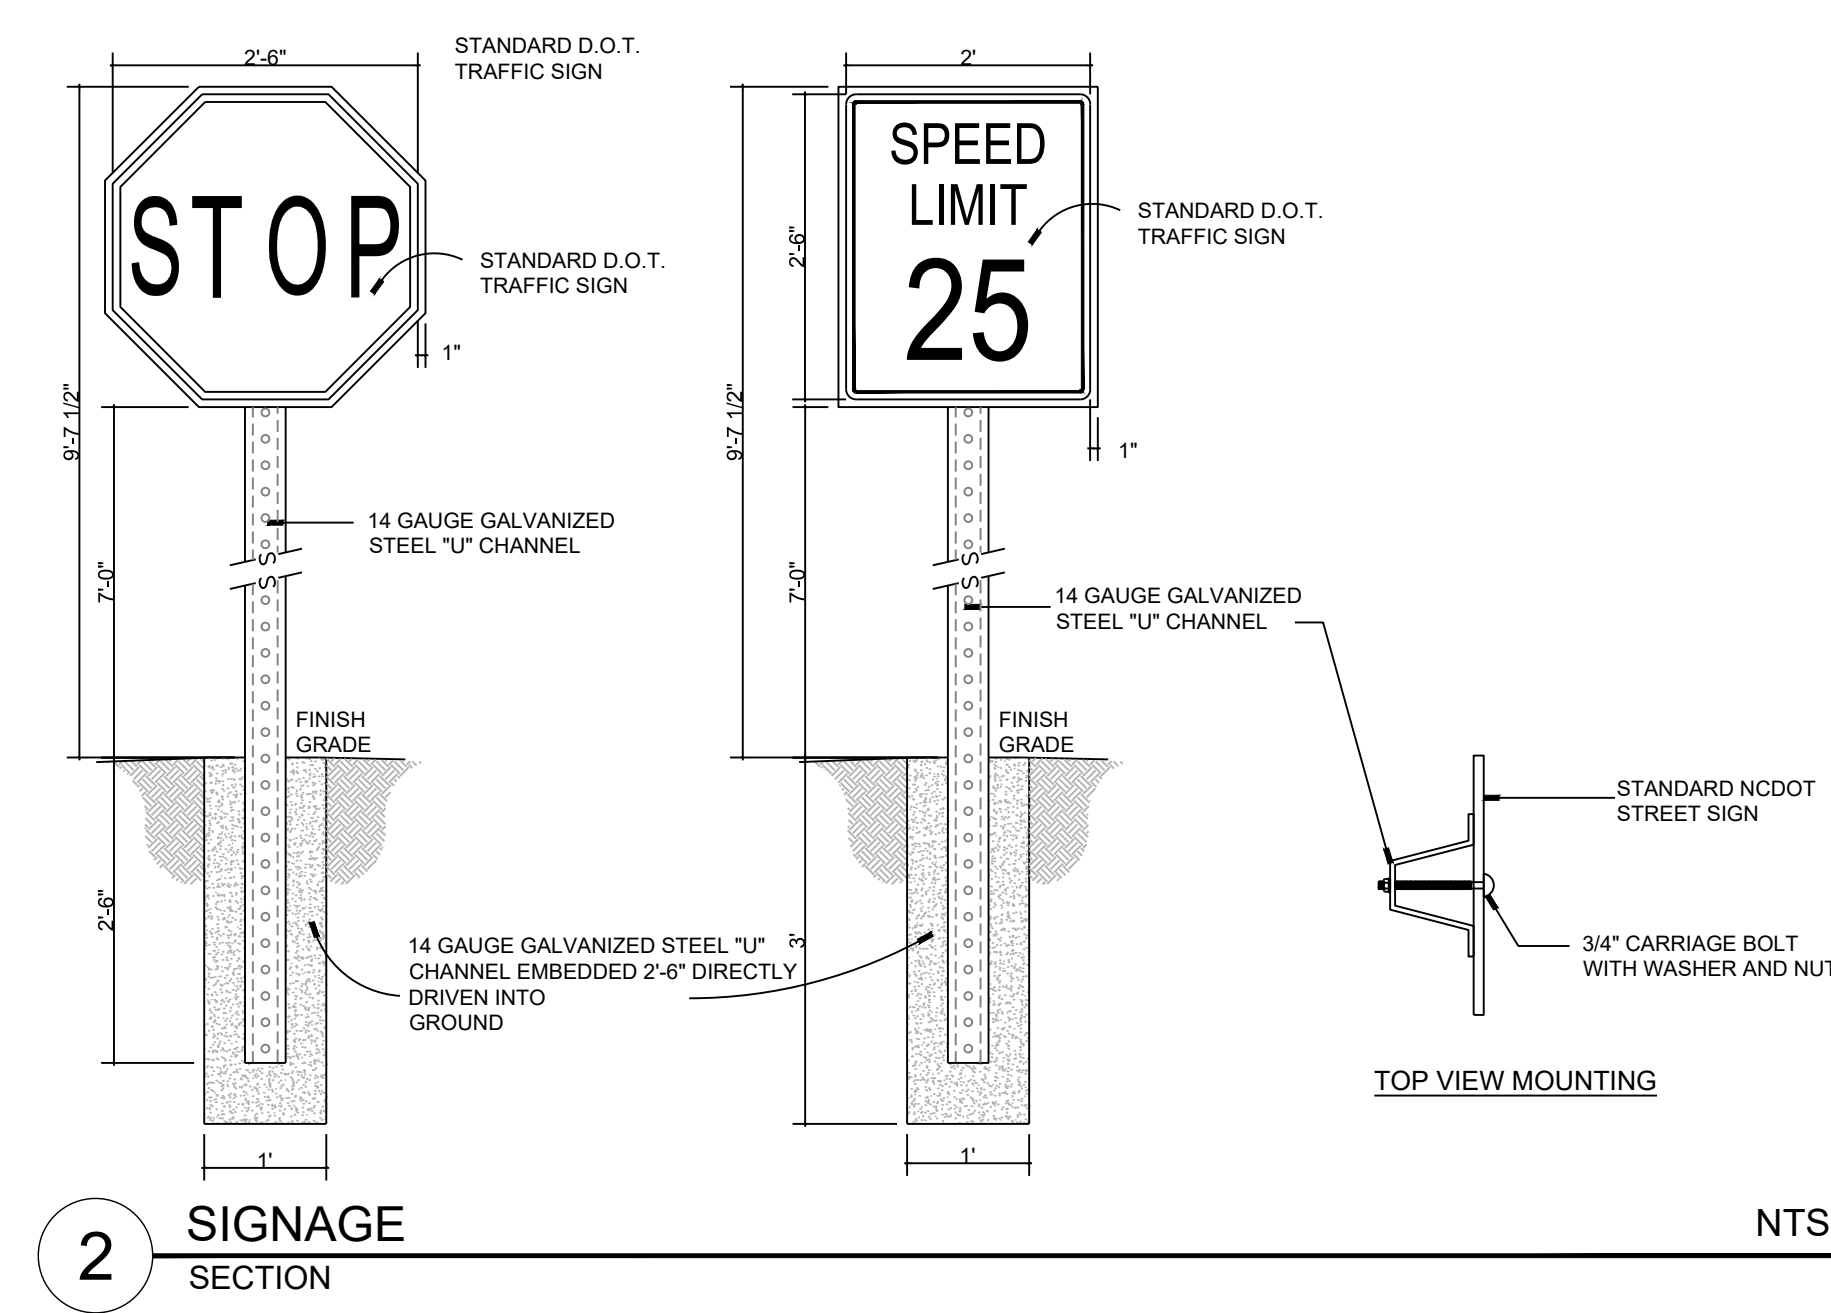 2'-6"
STANDARD D.O.T.
TRAFFIC SIGN
STOP
STANDARD D.O.T.
TRAFFIC SIGN
1"
9'-7 1/2"
7'-0"
14 GAUGE GALVANIZED
STEEL "U" CHANNEL
S
S
FINISH
GRADE
2'-6"
14 GAUGE GALVANIZED STEEL "U"
CHANNEL EMBEDDED 2'-6" DIRECTLY
DRIVEN INTO
GROUND
1'
2'
SPEED
LIMIT
25
STANDARD D.O.T.
TRAFFIC SIGN
2'-6"
1"
9'-7 1/2"
7'-0"
S
S
14 GAUGE GALVANIZED
STEEL "U" CHANNEL
FINISH
GRADE
3'
1'
STANDARD NCDOT
STREET SIGN
3/4" CARRIAGE BOLT
WITH WASHER AND NUT
TOP VIEW MOUNTING
2
SIGNAGE
NTS
SECTION